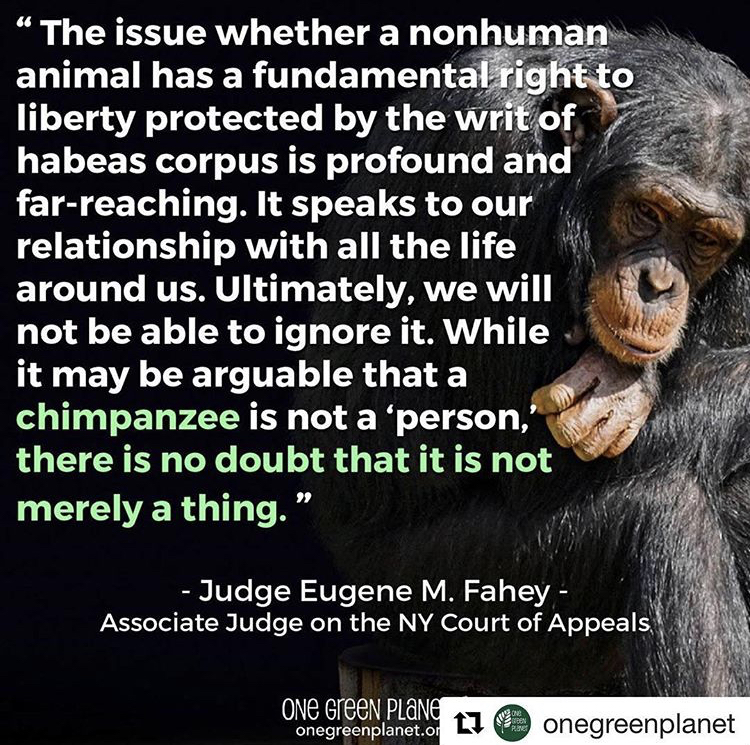 “ The issue whether a nonhuman
animal has a fundamental right to
liberty protected by the writ of
habeas corpus is profound and
far-reaching. It speaks to our
relationship with all the life
around us. Ultimately, we will
not be able to ignore it. While
it may be arguable that a
chimpanzee is not a ‘person,’
there is no doubt that it is not
merely a thing. ”
- Judge Eugene M. Fahey -
Associate Judge on the NY Court of Appeals
ONE GREEN PLANE
onegreenplanet.or
ONE
GREEN
PLANET
onegreenplanet